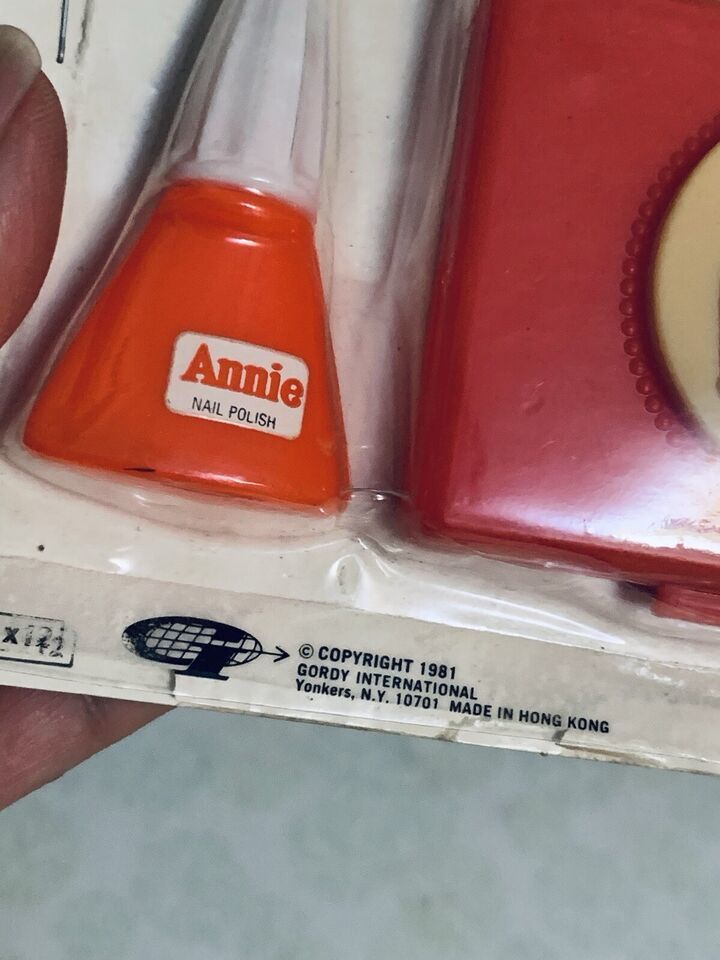 Annie
NAIL POLISH
© COPYRIGHT 1981
GORDY INTERNATIONAL
Yonkers, N.Y. 10701 MADE IN HONG KONG